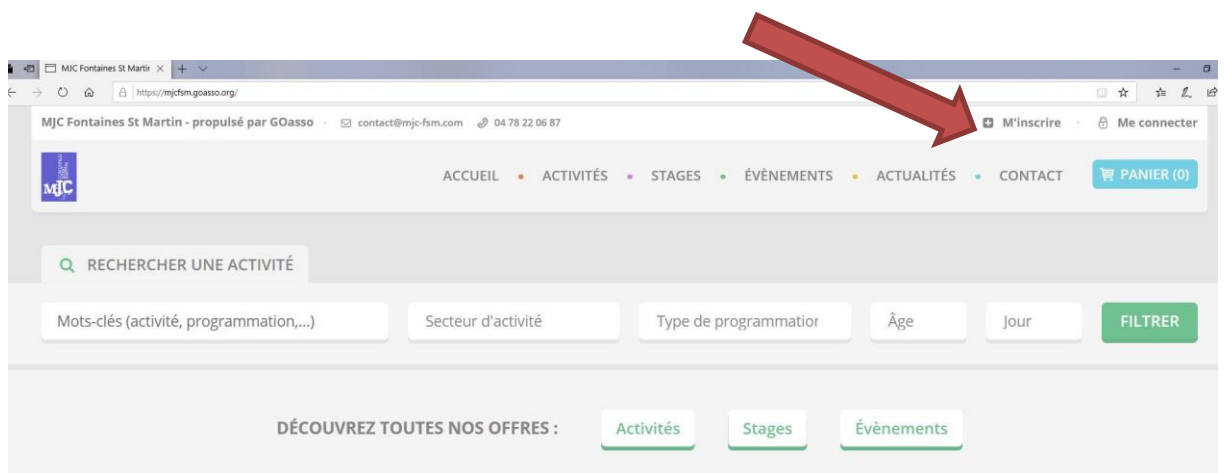 MJC Fontaines St Martin
https://mjcfsm.goasso.org/
MJC Fontaines St Martin - propulsé par GOasso · contact@mjc-fsm.com 04 78 22 06 87 M'inscrire · Me connecter
MJC ACCUEIL • ACTIVITÉS • STAGES • ÉVÈNEMENTS • ACTUALITÉS • CONTACT PANIER (0)
RECHERCHER UNE ACTIVITÉ
Mots-clés (activité, programmation,...) Secteur d'activité Type de programmation Âge Jour FILTRER
DÉCOUVREZ TOUTES NOS OFFRES : Activités Stages Évènements